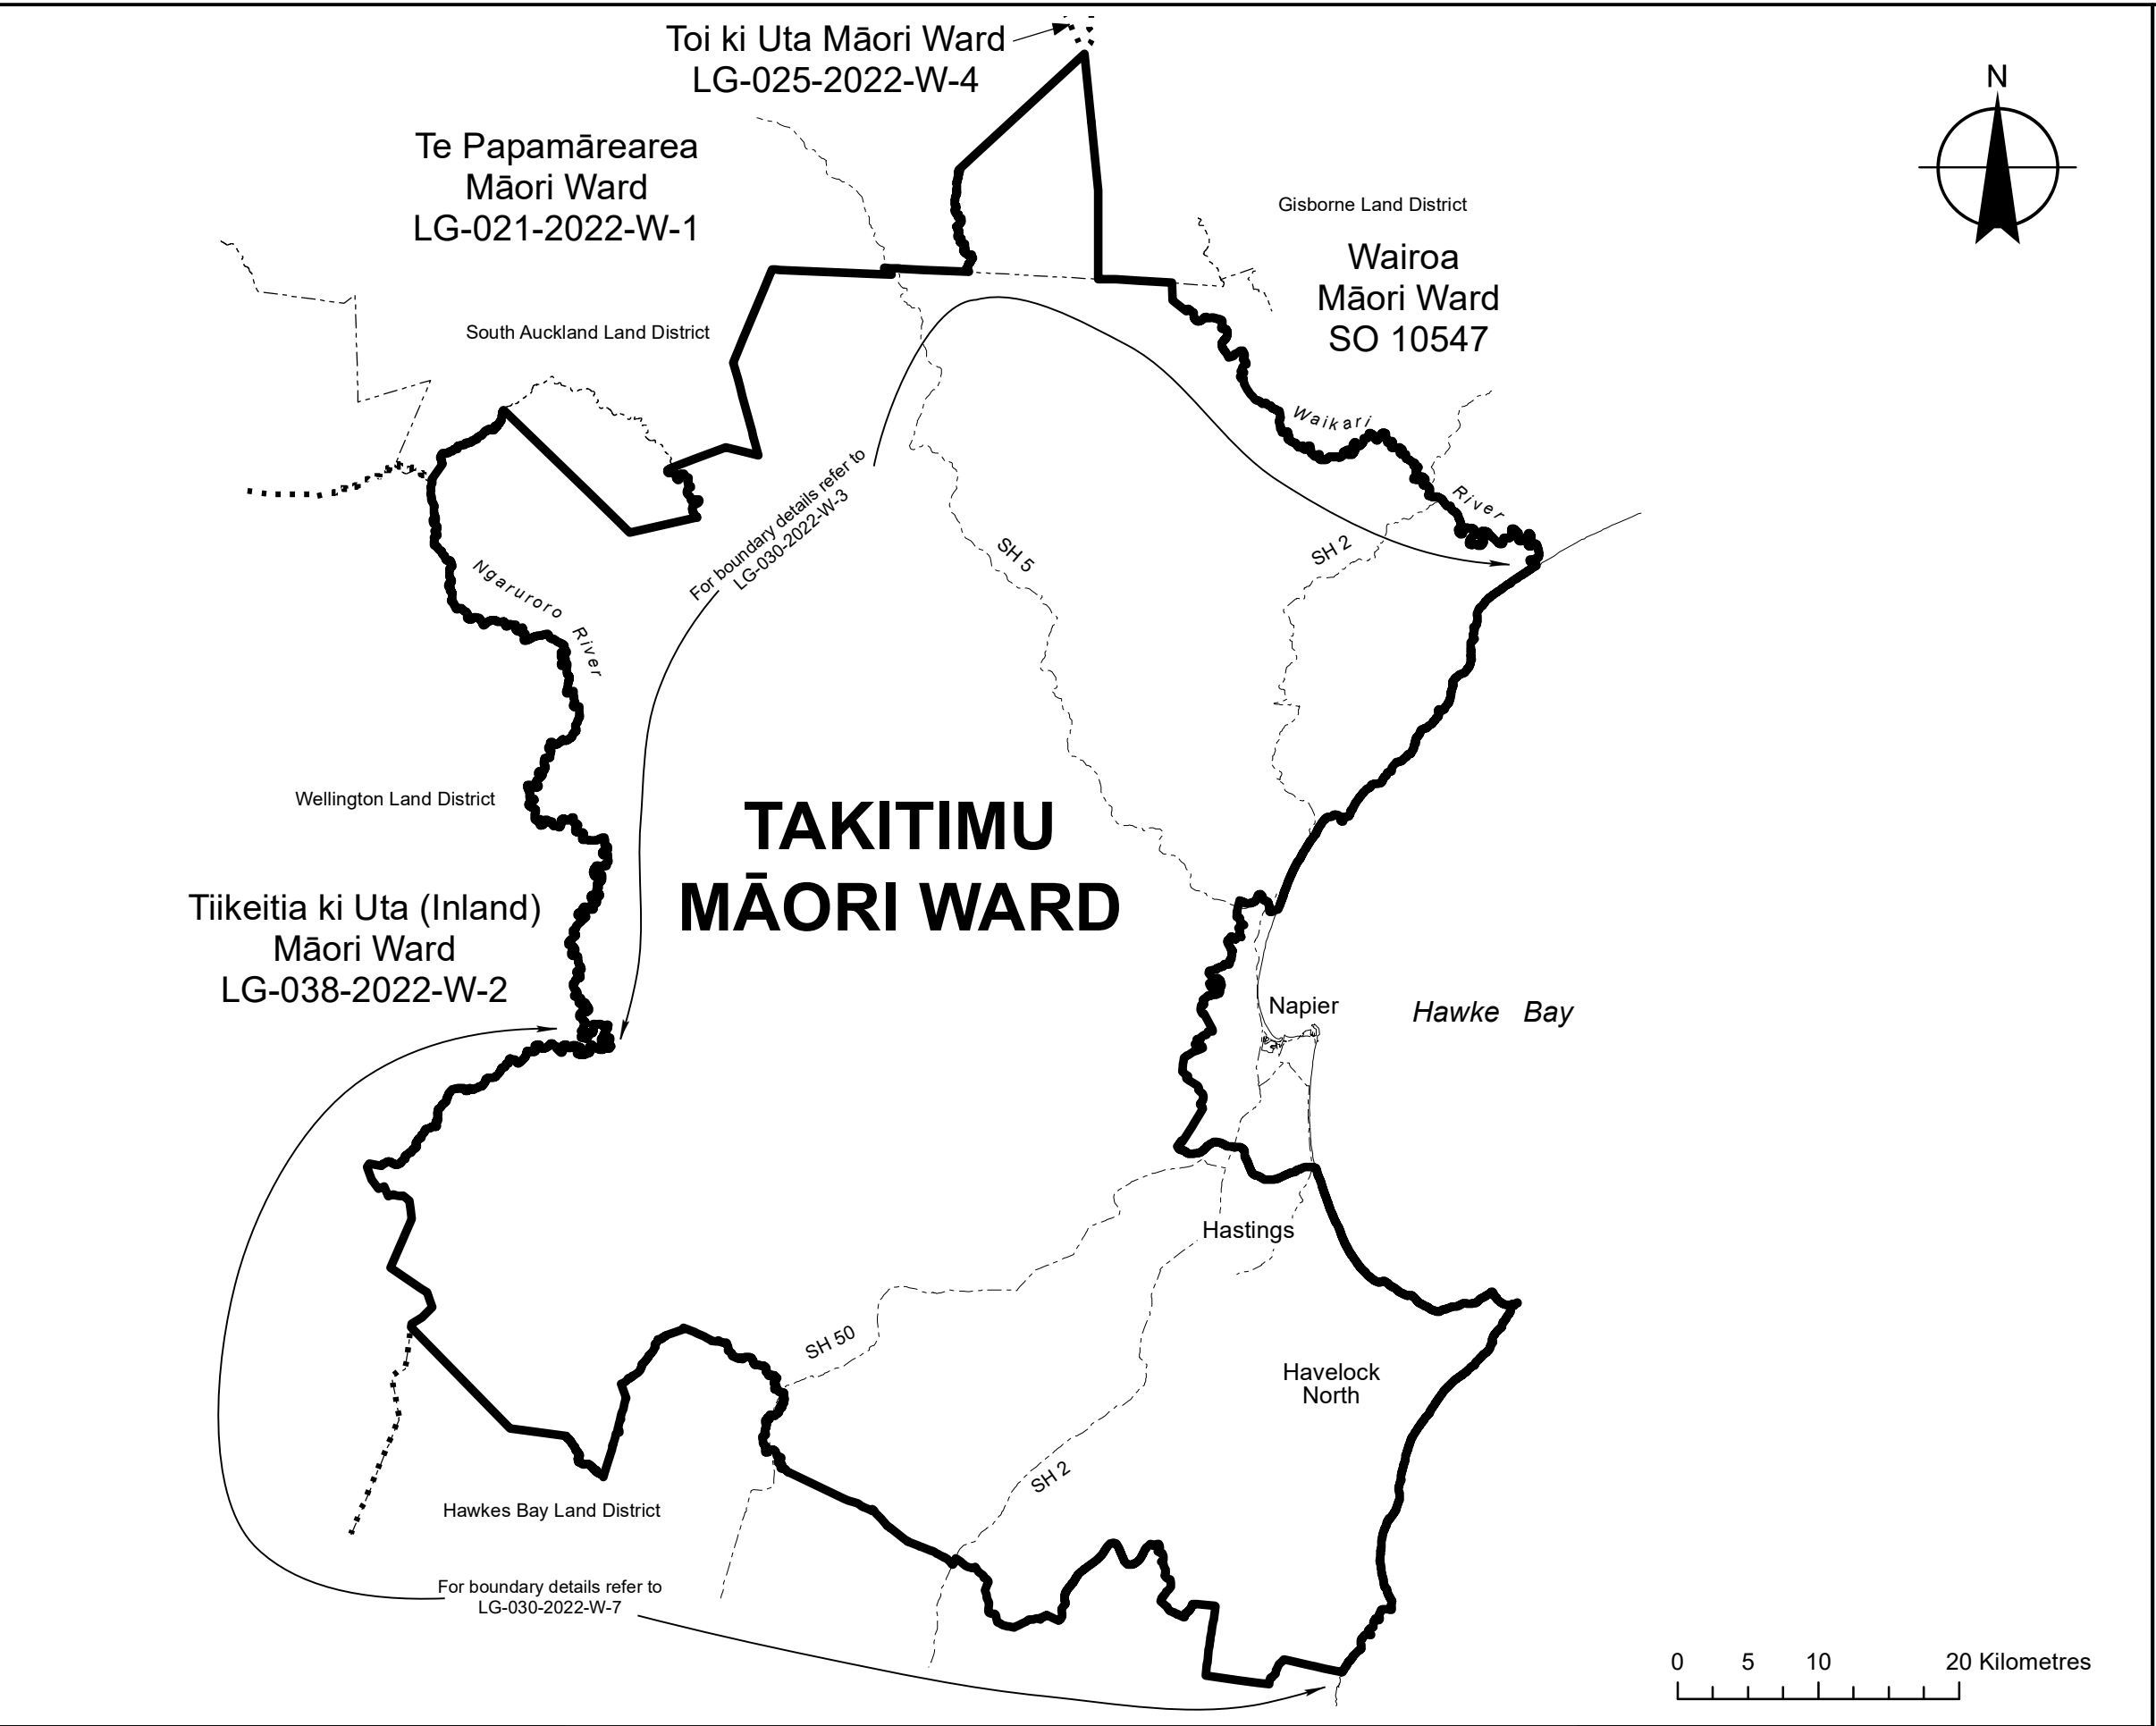 Toi ki Uta Māori Ward
LG-025-2022-W-4
N
Te Papamārearea
Māori Ward
LG-021-2022-W-1
Gisborne Land District
Wairoa
Māori Ward
SO 10547
South Auckland Land District
Waikari
River
For boundary details refer to
LG-030-2022-W-3
SH 5
SH 2
Ngaruroro
River
Wellington Land District
TAKITIMU
MĀORI WARD
Tiikeitia ki Uta (Inland)
Māori Ward
LG-038-2022-W-2
Napier
Hawke Bay
Hastings
SH 50
Havelock
North
SH 2
Hawkes Bay Land District
For boundary details refer to
LG-030-2022-W-7
0 5 10 20 Kilometres